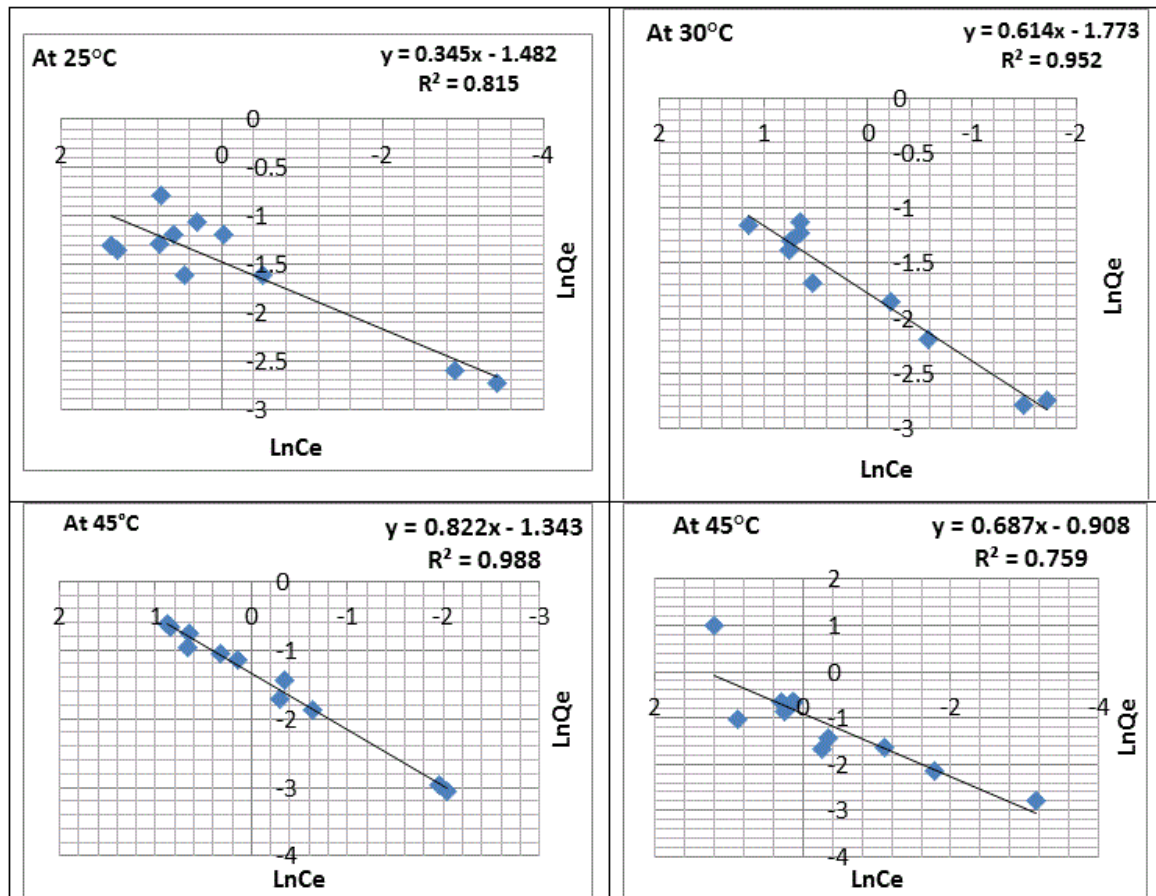 At 25°C
y = 0.345x - 1.482
R² = 0.815
0
2 0 -2 -4
-0.5
-1
-1.5
-2
-2.5
-3
LnQe
LnCe
At 30°C
y = 0.614x - 1.773
R² = 0.952
0
2 1 0 -1 -2
-0.5
-1
-1.5
-2
-2.5
-3
LnQe
LnCe
At 45°C
y = 0.822x - 1.343
R² = 0.988
0
2 1 0 -1 -2 -3
-1
-2
-3
-4
LnQe
LnCe
At 45°C
y = 0.687x - 0.908
R² = 0.759
2
1
0
2 0 -2 -4
-1
-2
-3
-4
LnQe
LnCe